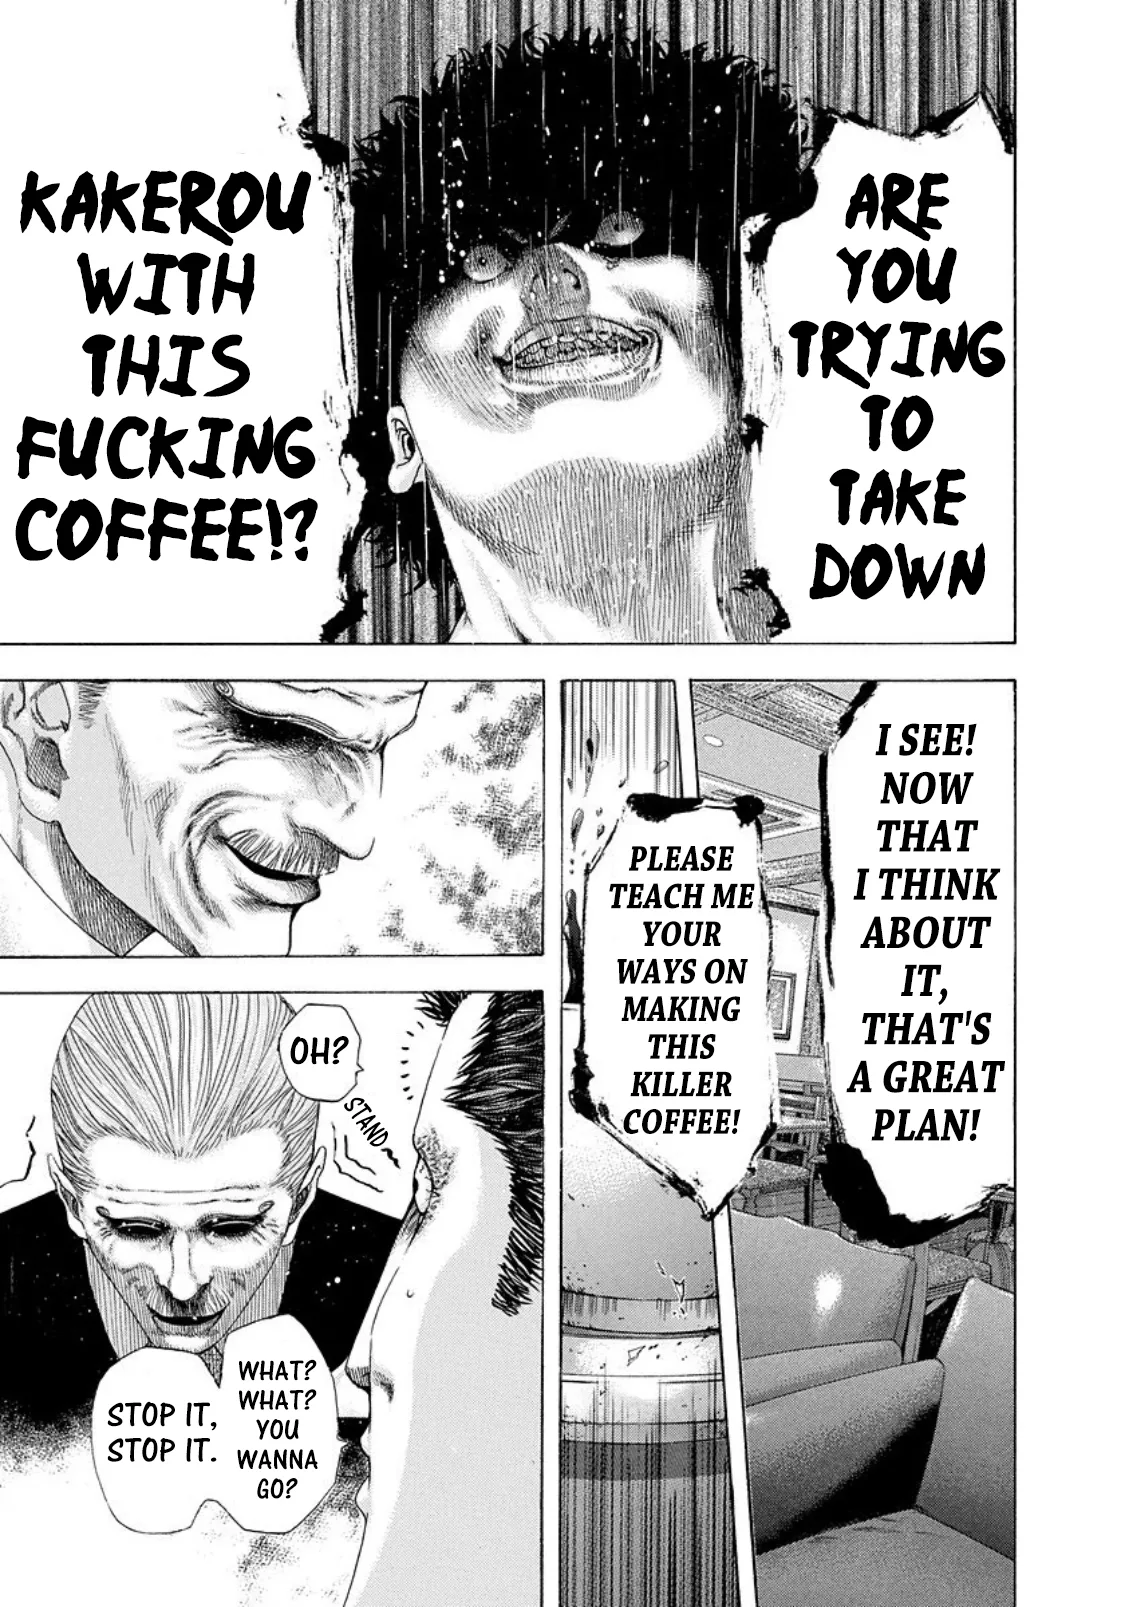 ARE
YOU
TRYING
TO
TAKE
DOWN
KAKEROU
WITH
THIS
FUCKING
COFFEE!?
I SEE!
NOW
THAT
I THINK
ABOUT
IT,
THAT'S
A GREAT
PLAN!
PLEASE
TEACH ME
YOUR
WAYS ON
MAKING
THIS
KILLER
COFFEE!
OH?
STAND
WHAT?
WHAT?
YOU
WANNA
GO?
STOP IT,
STOP IT.